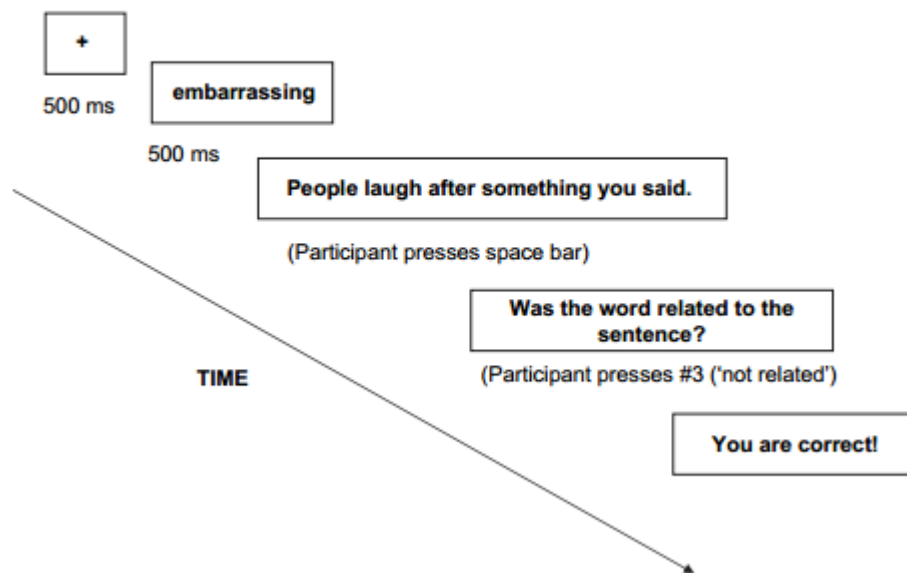 +
500 ms
embarrassing
500 ms
People laugh after something you said.
(Participant presses space bar)
Was the word related to the
sentence?
TIME
(Participant presses #3 (‘not related’)
You are correct!